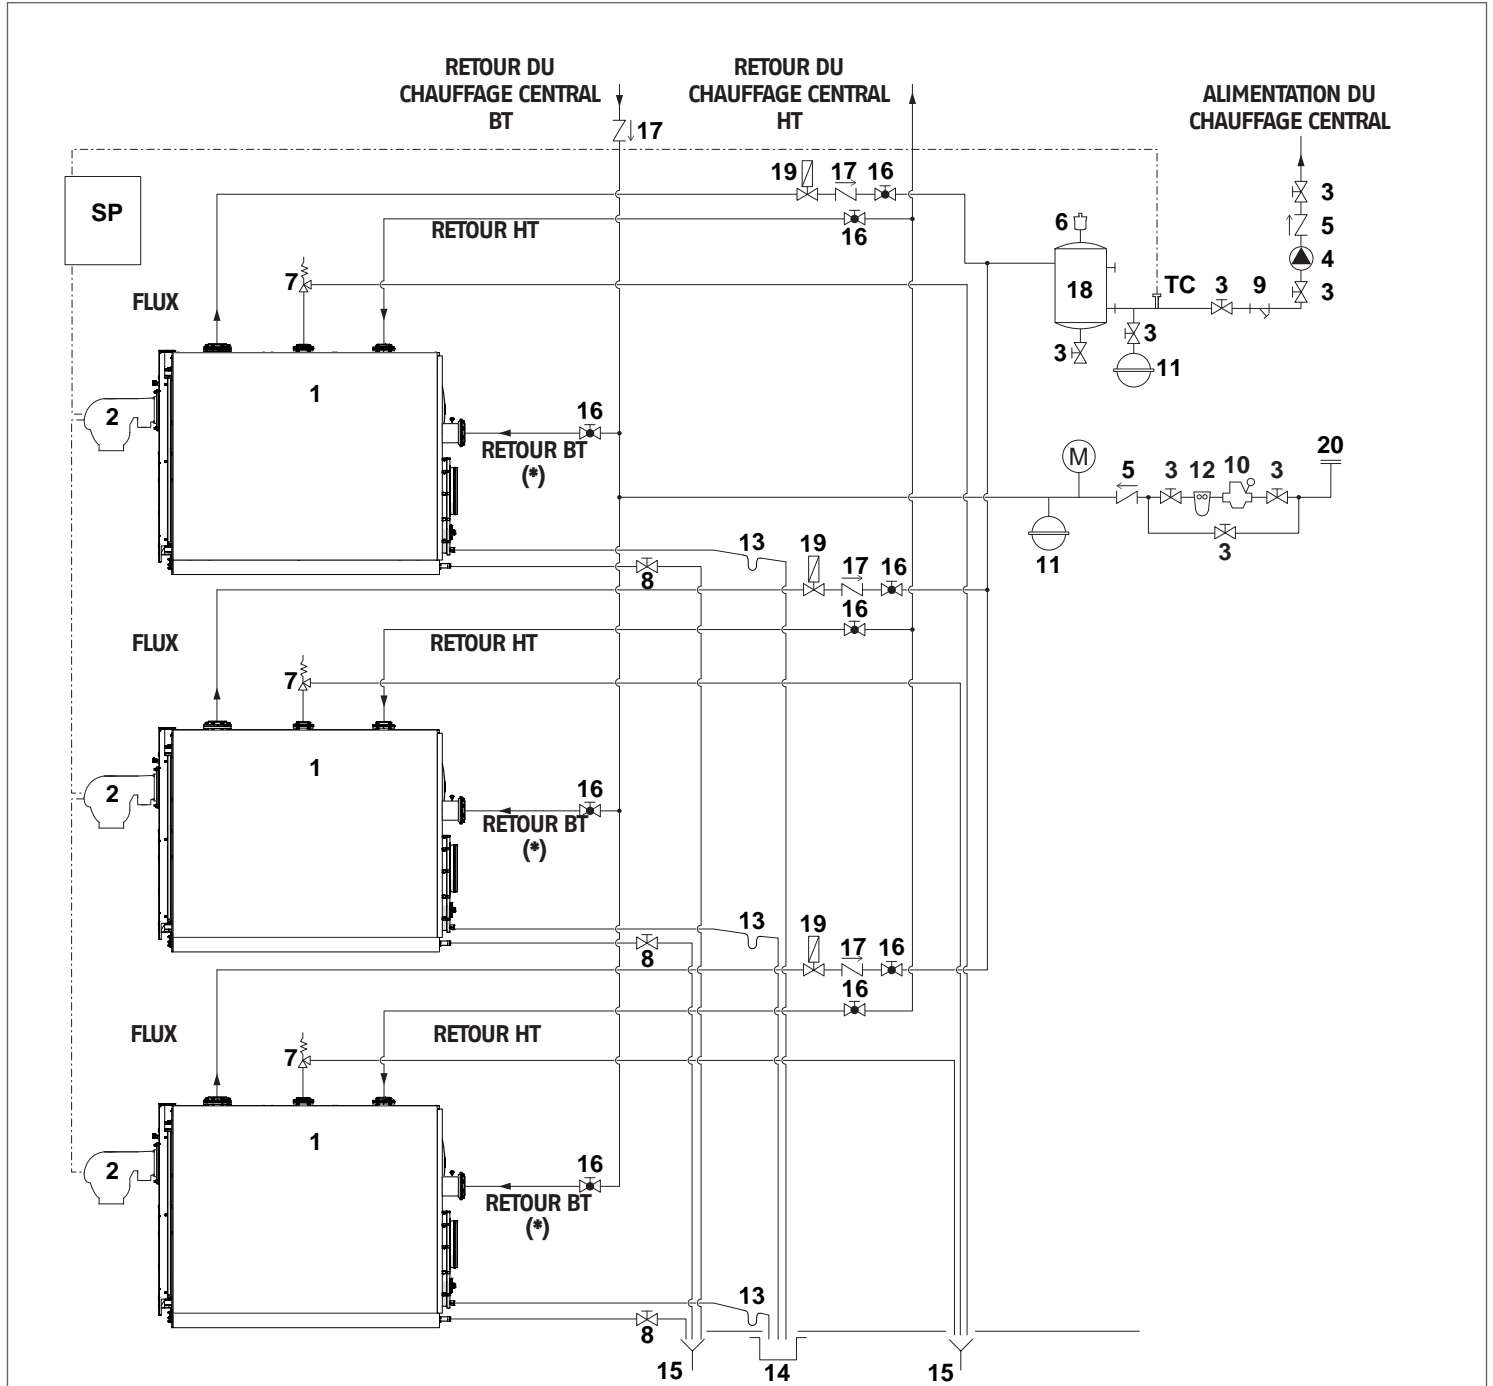 RETOUR DU
CHAUFFAGE CENTRAL
BT
RETOUR DU
CHAUFFAGE CENTRAL
HT
ALIMENTATION DU
CHAUFFAGE CENTRAL
17
19 17 16
3
SP
16
RETOUR HT
6
5
4
7
FLUX
18
TC 3 9
3
3
3
11
1
2
16
RETOUR BT
(*)
M
20
5 3 12 10 3
11
3
13
19
17 16
8
16
FLUX
RETOUR HT
7
1
2
16
RETOUR BT
(*)
13
19
17 16
8
16
FLUX
RETOUR HT
7
1
2
16
RETOUR BT
(*)
13
8
15
14
15